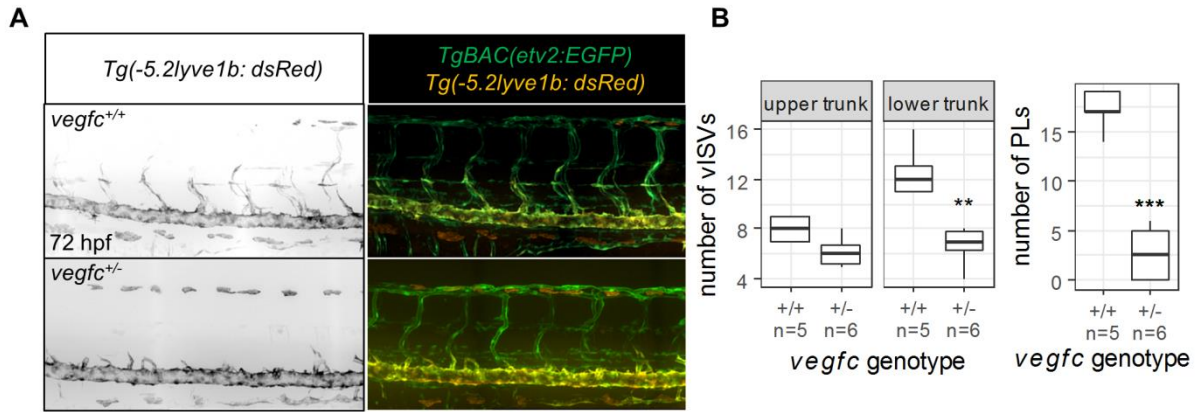 A
Tg(-5.2lyve1b: dsRed)
TgBAC(etv2:EGFP)
Tg(-5.2lyve1b: dsRed)
vegfc+/+
72 hpf
vegfc+/-
B
number of vISVs
16
12
8
4
upper trunk
lower trunk
**
+/+
n=5
+/-
n=6
+/+
n=5
+/-
n=6
vegfc genotype
number of PLs
15
10
5
0
***
+/+
n=5
+/-
n=6
vegfc genotype